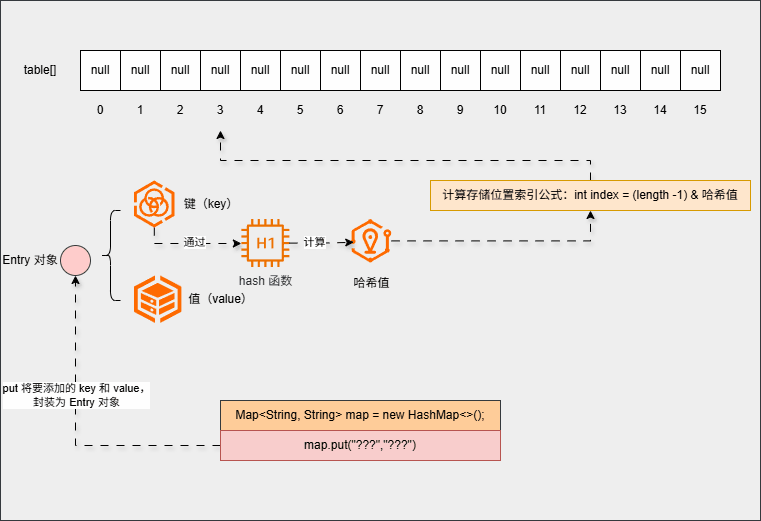 table[]
null null null null null null null null null null null null null null null null
0 1 2 3 4 5 6 7 8 9 10 11 12 13 14 15
计算存储位置索引公式：int index = (length -1) & 哈希值
键（key）
通过
H1
计算
Entry 对象
hash 函数
哈希值
值（value）
put 将要添加的 key 和 value，
封装为 Entry 对象
Map<String, String> map = new HashMap<>();
map.put("???","???")